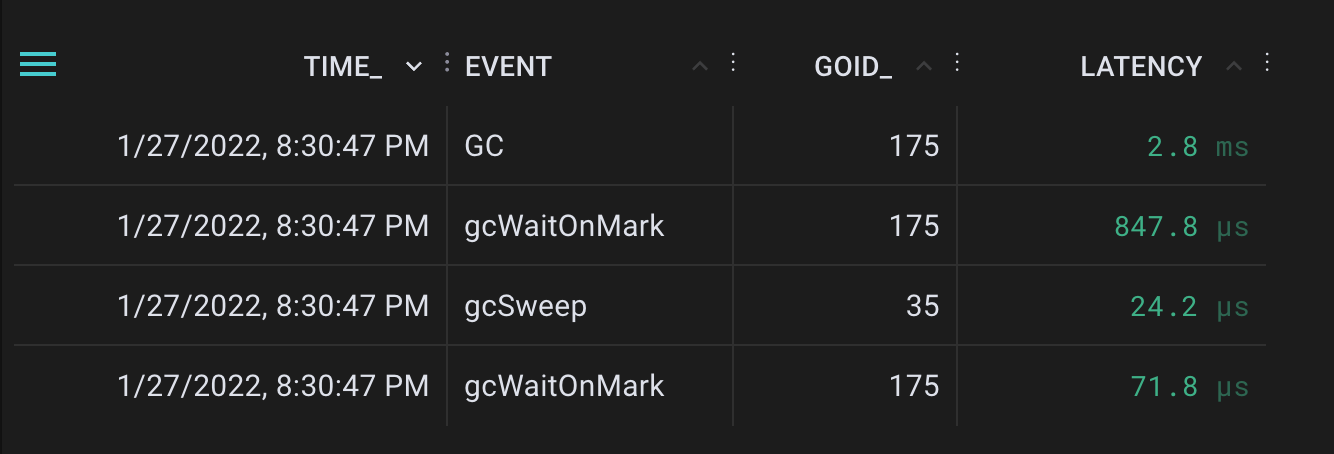 TIME_ EVENT GOID_ LATENCY
1/27/2022, 8:30:47 PM GC 175 2.8 ms
1/27/2022, 8:30:47 PM gcWaitOnMark 175 847.8 µs
1/27/2022, 8:30:47 PM gcSweep 35 24.2 µs
1/27/2022, 8:30:47 PM gcWaitOnMark 175 71.8 µs